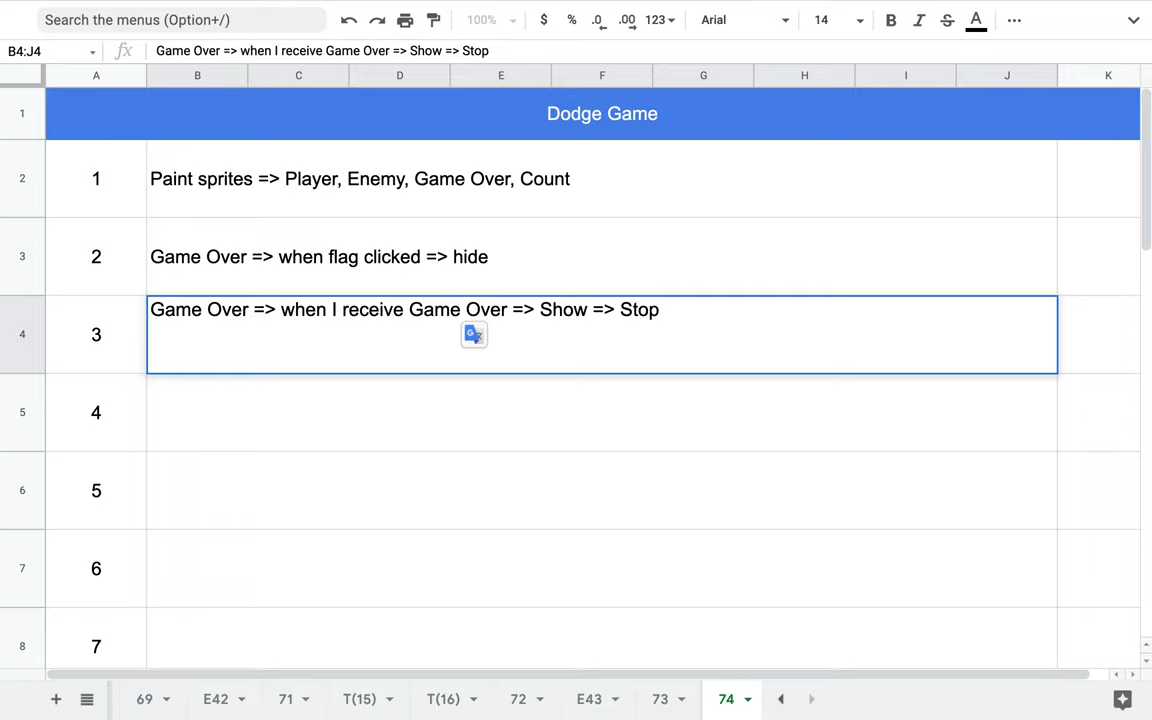 Search the menus (Option+/)
100%
$ % .0 .00 123
Arial
14
B I S A
B4:J4
fx
Game Over => when I receive Game Over => Show => Stop
A B C D E F G H I J K
1 Dodge Game
2 1 Paint sprites => Player, Enemy, Game Over, Count
3 2 Game Over => when flag clicked => hide
4 3 Game Over => when I receive Game Over => Show => Stop
5 4
6 5
7 6
8 7
69 E42 71 T(15) T(16) 72 E43 73 74